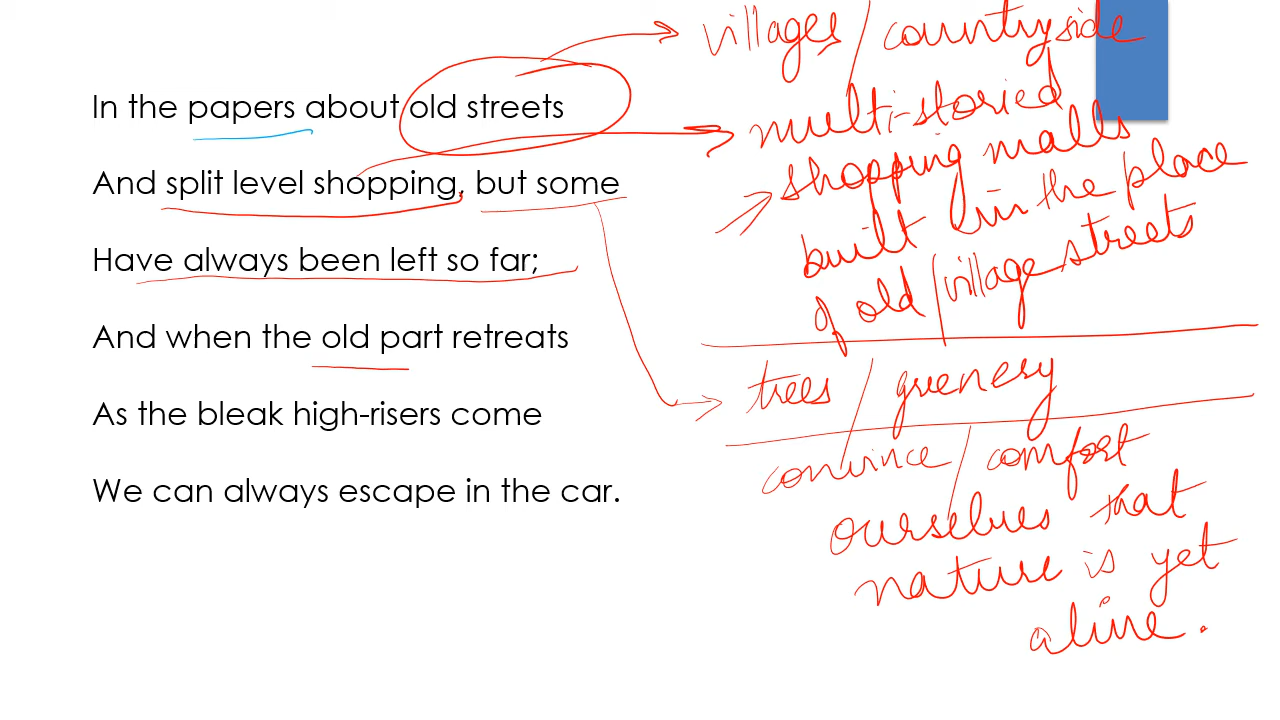 In the papers about old streets
And split level shopping, but some
Have always been left so far;
And when the old part retreats
As the bleak high-risers come
We can always escape in the car.
villages / countryside
multi-storied
shopping malls
built in the place
of old / village streets
trees / greenery
convince / comfort
ourselves that
nature is yet
alive.